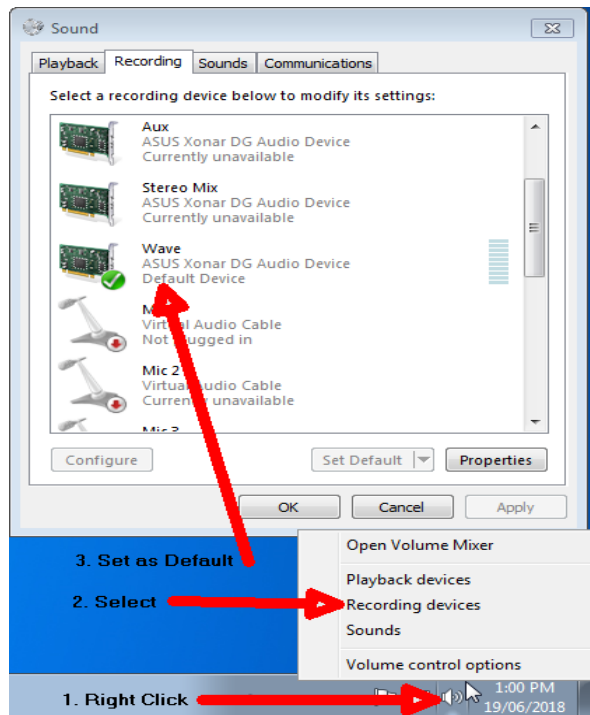 Sound
Playback Recording Sounds Communications
Select a recording device below to modify its settings:
Aux
ASUS Xonar DG Audio Device
Currently unavailable
Stereo Mix
ASUS Xonar DG Audio Device
Currently unavailable
Wave
ASUS Xonar DG Audio Device
Default Device
Virtual Audio Cable
Not plugged in
Mic 2
Virtual Audio Cable
Currently unavailable
Mic 3
Configure Set Default Properties
OK Cancel Apply
Open Volume Mixer
3. Set as Default
Playback devices
2. Select
Recording devices
Sounds
Volume control options
1. Right Click
1:00 PM
19/06/2018